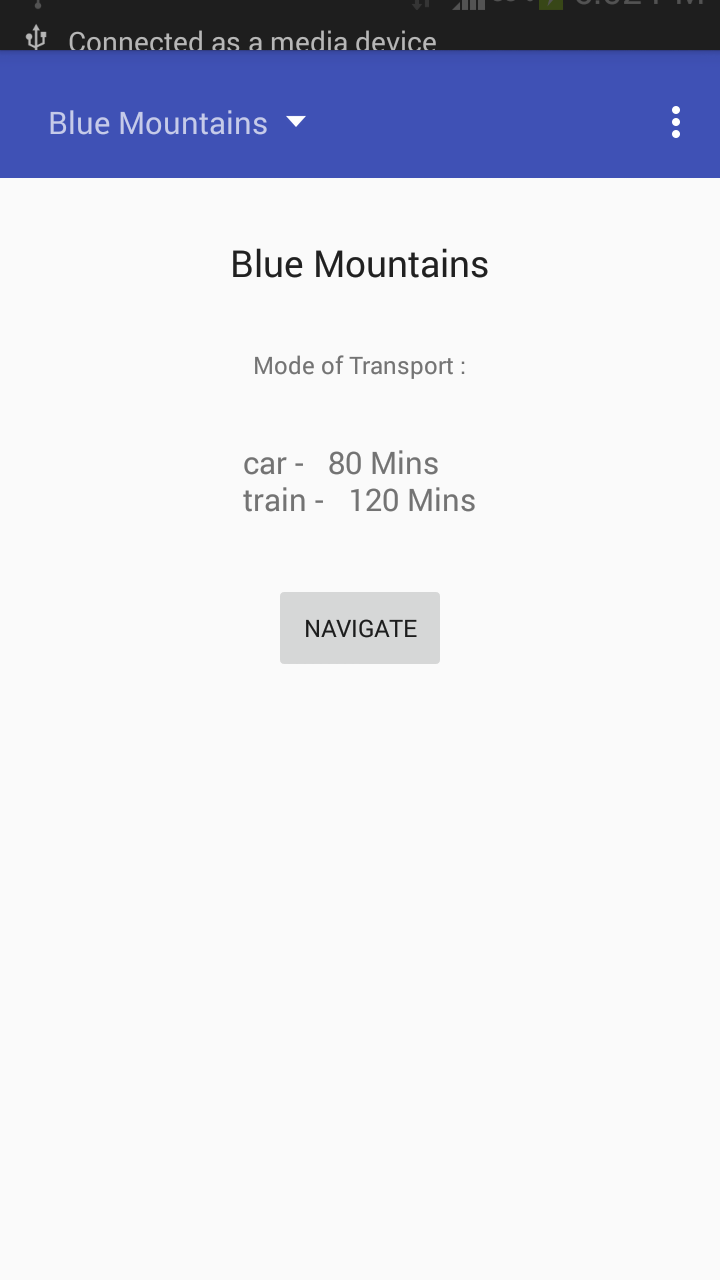 Connected as a media device
Blue Mountains
Blue Mountains
Mode of Transport :
car - 80 Mins
train - 120 Mins
NAVIGATE